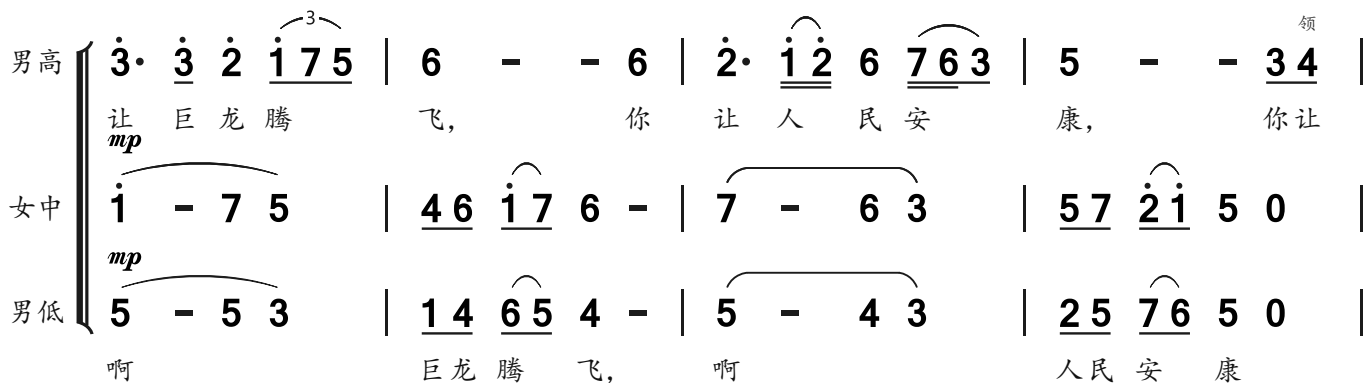 领
男高 3· 3 2 1 7 5 | 6 - - 6 | 2· 1 2 6 7 6 3 | 5 - - 3 4 |
3
让 巨 龙 腾 飞, 你 让 人 民 安 康, 你 让
mp
女中 1 - 7 5 | 4 6 1 7 6 - | 7 - 6 3 | 5 7 2 1 5 0 |
mp
男低 5 - 5 3 | 1 4 6 5 4 - | 5 - 4 3 | 2 5 7 6 5 0 |
啊 巨 龙 腾 飞, 啊 人 民 安 康